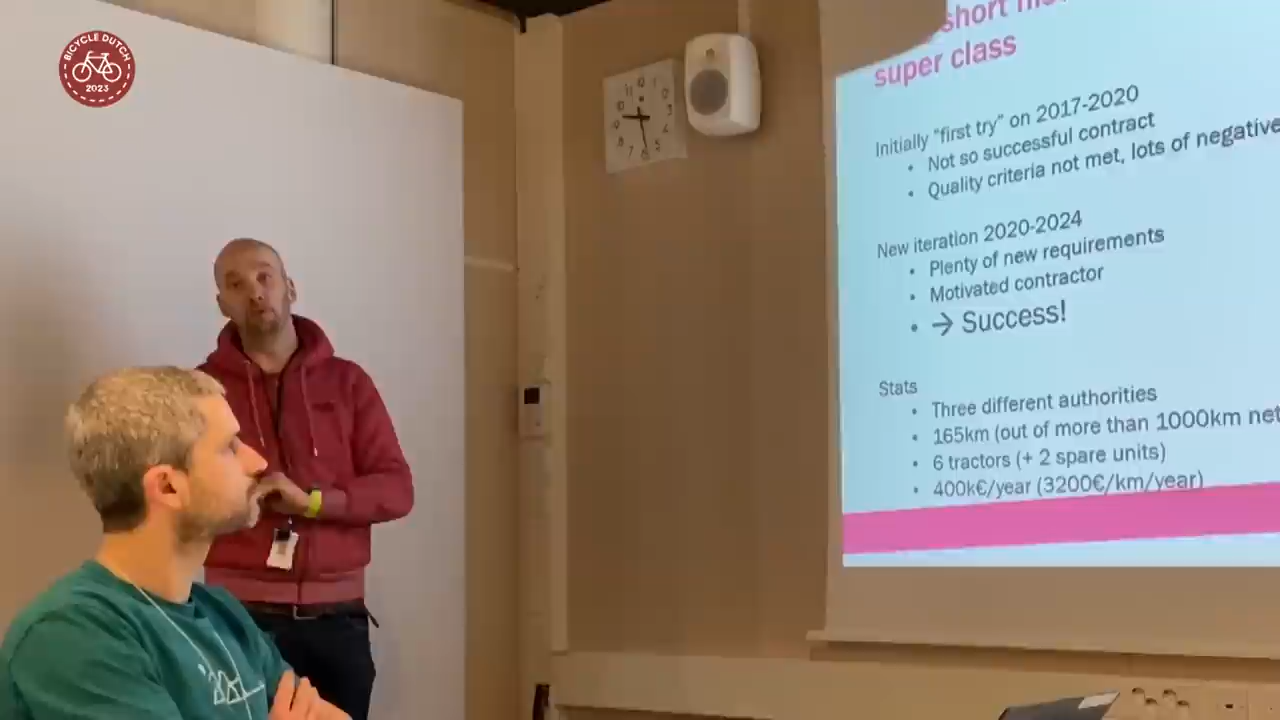 BICYCLE DUTCH
2023
short
super class
Initially "first try" on 2017-2020
• Not so successful contract
• Quality criteria not met, lots of negative
New iteration 2020-2024
• Plenty of new requirements
• Motivated contractor
• → Success!
Stats
• Three different authorities
• 165km (out of more than 1000km net
• 6 tractors (+ 2 spare units)
• 400k€/year (3200€/km/year)